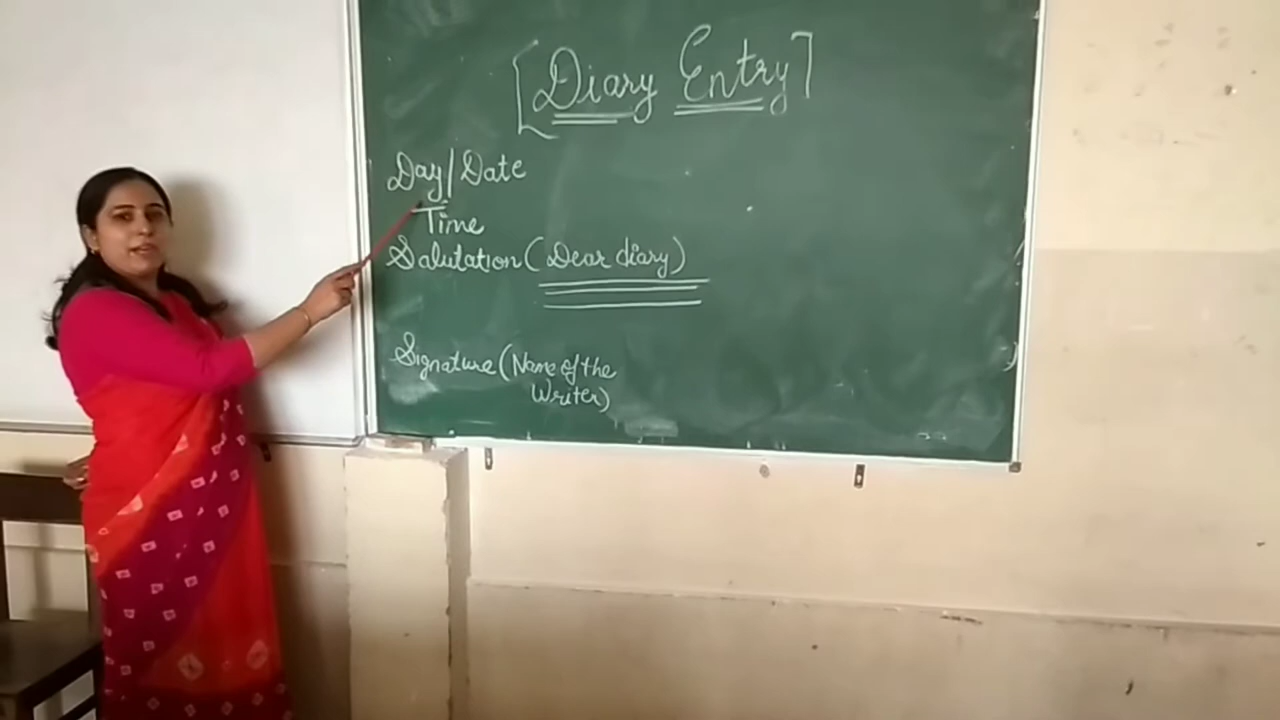 [Diary Entry]
Day/Date
Time
Salutation (Dear diary)
Signature (Name of the
Writer)